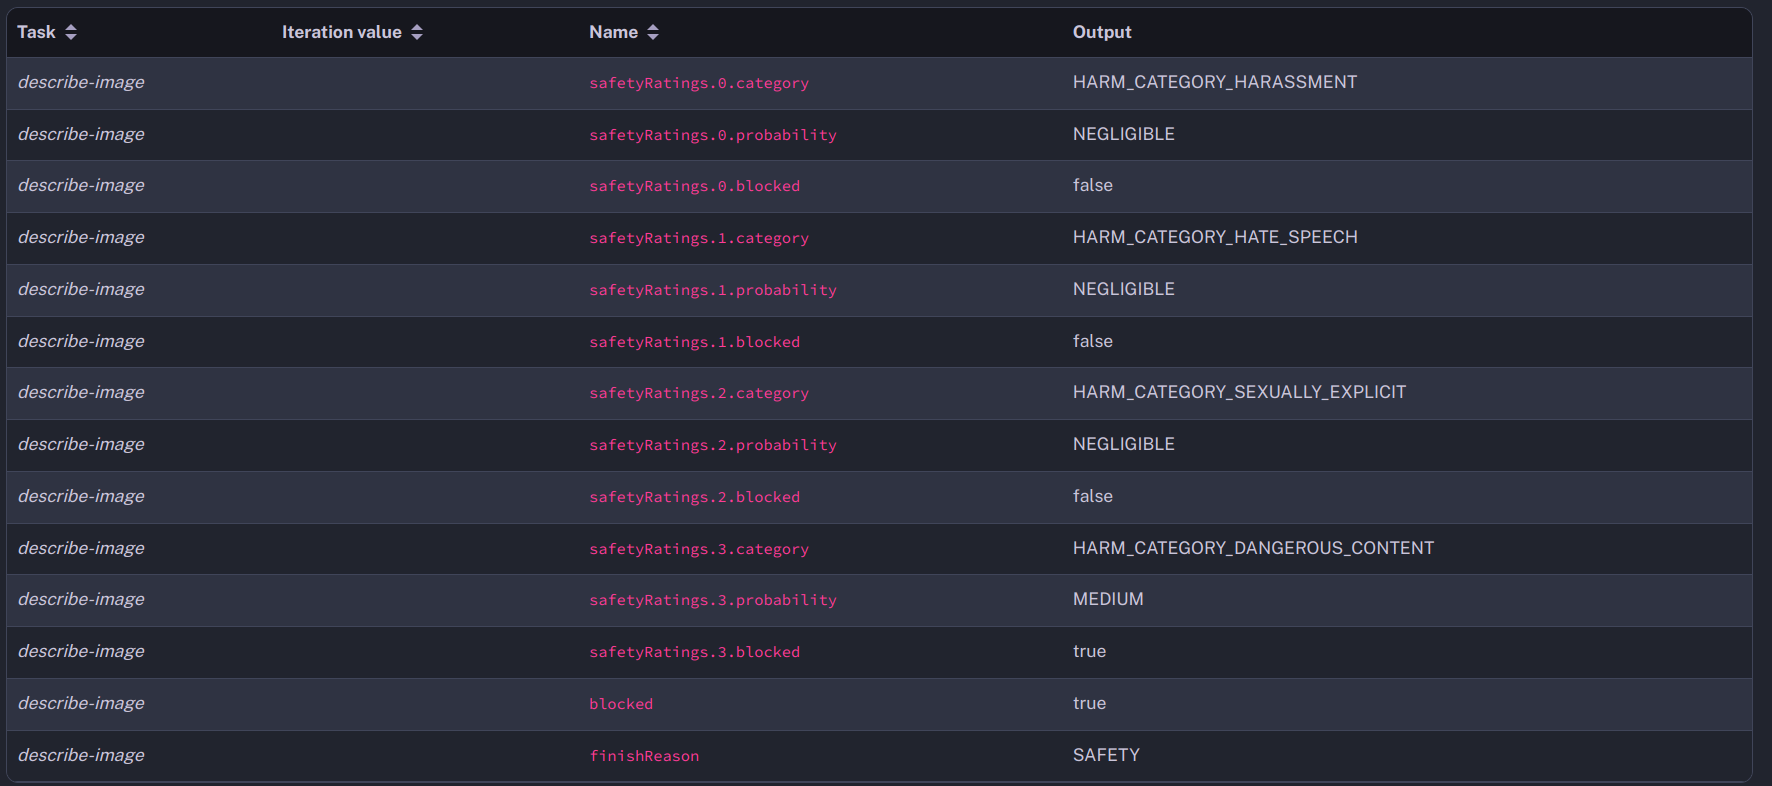 Task Iteration value Name Output
describe-image safetyRatings.0.category HARM_CATEGORY_HARASSMENT
describe-image safetyRatings.0.probability NEGLIGIBLE
describe-image safetyRatings.0.blocked false
describe-image safetyRatings.1.category HARM_CATEGORY_HATE_SPEECH
describe-image safetyRatings.1.probability NEGLIGIBLE
describe-image safetyRatings.1.blocked false
describe-image safetyRatings.2.category HARM_CATEGORY_SEXUALLY_EXPLICIT
describe-image safetyRatings.2.probability NEGLIGIBLE
describe-image safetyRatings.2.blocked false
describe-image safetyRatings.3.category HARM_CATEGORY_DANGEROUS_CONTENT
describe-image safetyRatings.3.probability MEDIUM
describe-image safetyRatings.3.blocked true
describe-image blocked true
describe-image finishReason SAFETY